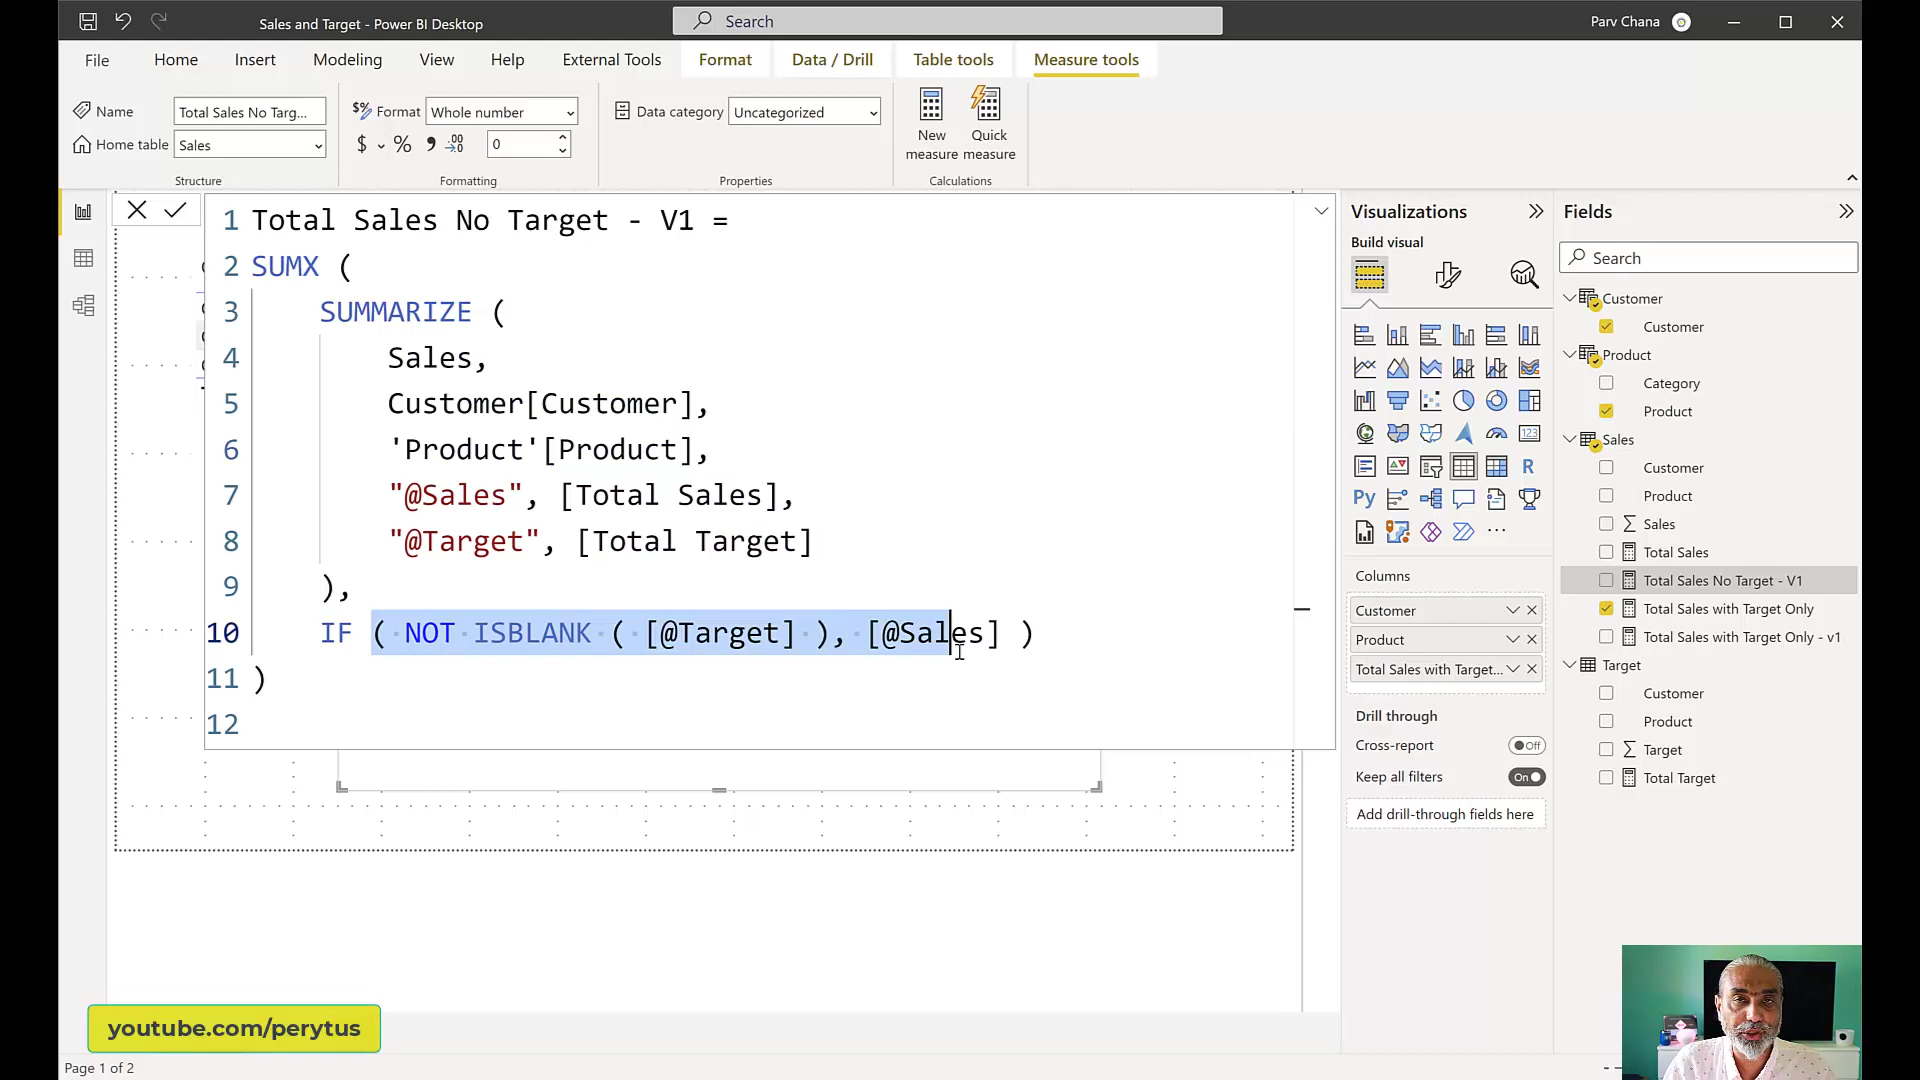 Sales and Target - Power BI Desktop
Search
Parv Chana
File
Home
Insert
Modeling
View
Help
External Tools
Format
Data / Drill
Table tools
Measure tools
Name
Total Sales No Targ...
Home table
Sales
Structure
Format
Whole number
$
%
0
Formatting
Data category
Uncategorized
Properties
New measure
Quick measure
Calculations
1 Total Sales No Target - V1 =
2 SUMX (
3 SUMMARIZE (
4 Sales,
5 Customer[Customer],
6 'Product'[Product],
7 "@Sales", [Total Sales],
8 "@Target", [Total Target]
9 ),
10 IF ( NOT ISBLANK ( [@Target] ), [@Sales] )
11 )
12
Visualizations
Build visual
123
R
Py
Columns
Customer
Product
Total Sales with Target...
Drill through
Cross-report
Off
Keep all filters
On
Add drill-through fields here
Fields
Search
Customer
Customer
Product
Category
Product
Sales
Customer
Product
Sales
Total Sales
Total Sales No Target - V1
Total Sales with Target Only
Total Sales with Target Only - v1
Target
Customer
Product
Target
Total Target
youtube.com/perytus
Page 1 of 2